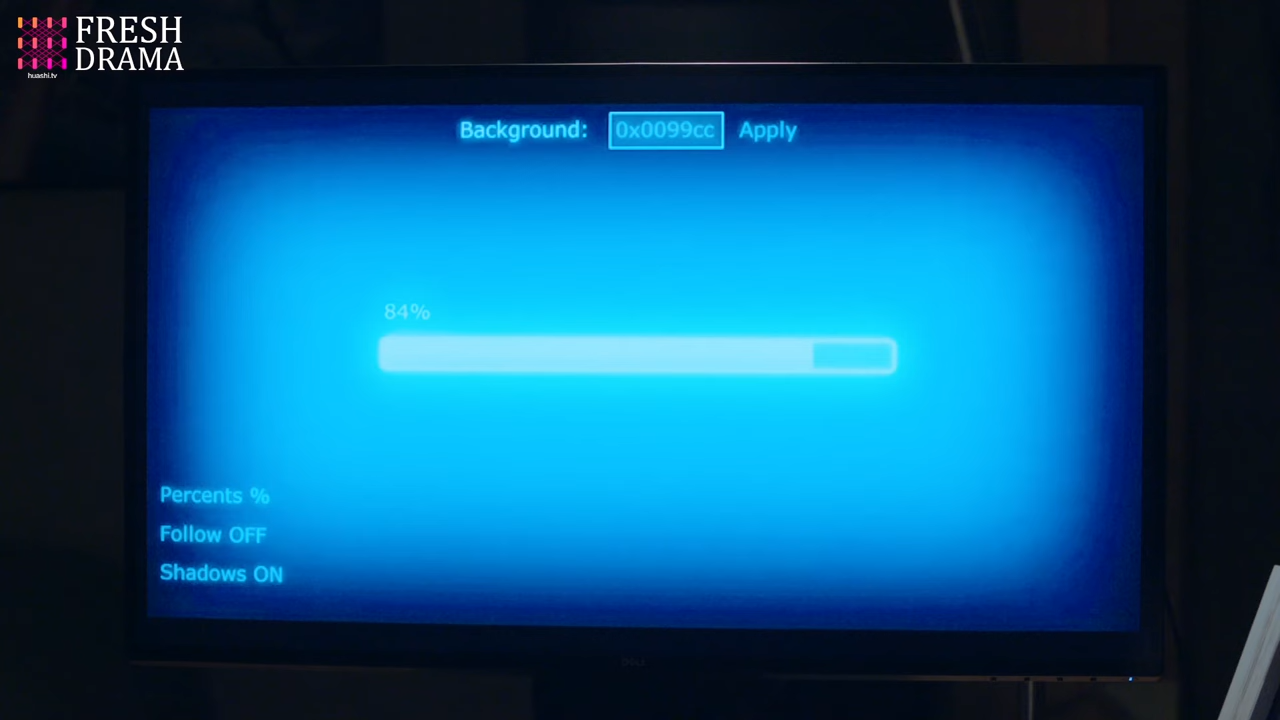 FRESH
DRAMA
huashi.tv
Background: 0x0099cc Apply
84%
Percents %
Follow OFF
Shadows ON